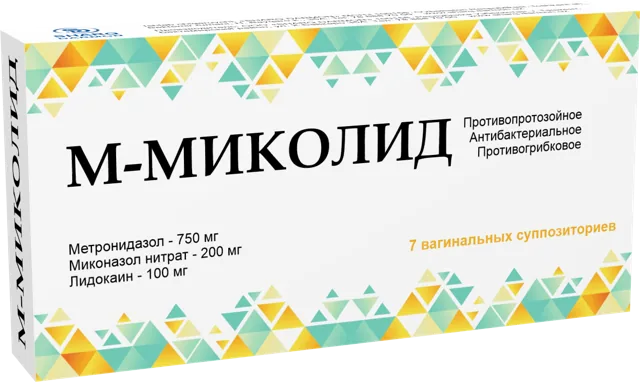 М-МИКОЛИД
Противопротозойное
Антибактериальное
Противогрибковое
Метронидазол - 750 мг
Миконазол нитрат - 200 мг
Лидокаин - 100 мг
7 вагинальных суппозиториев
М-МИКОЛИД